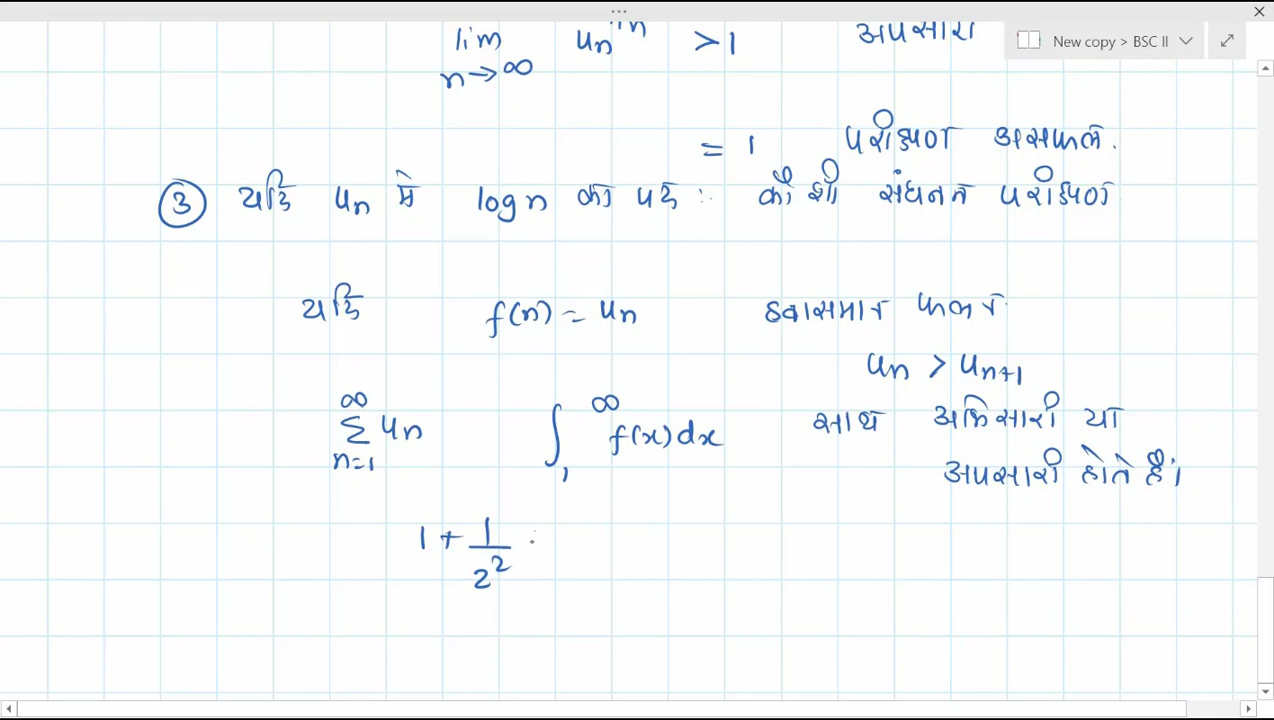 New copy > BSC II
lim uₙ^1/n > 1 अपसारी
n→∞
= 1 परीक्षण असफल.
③ यदि uₙ में log n का पद : कौशी संघनन परीक्षण
यदि f(n) = uₙ ह्वासमान फलन
uₙ > uₙ₊₁
∞ ∑ n=1 uₙ ∫₁^∞ f(x) dx साथ अभिसारी या
अपसारी होते हैं।
1 + 1/2²